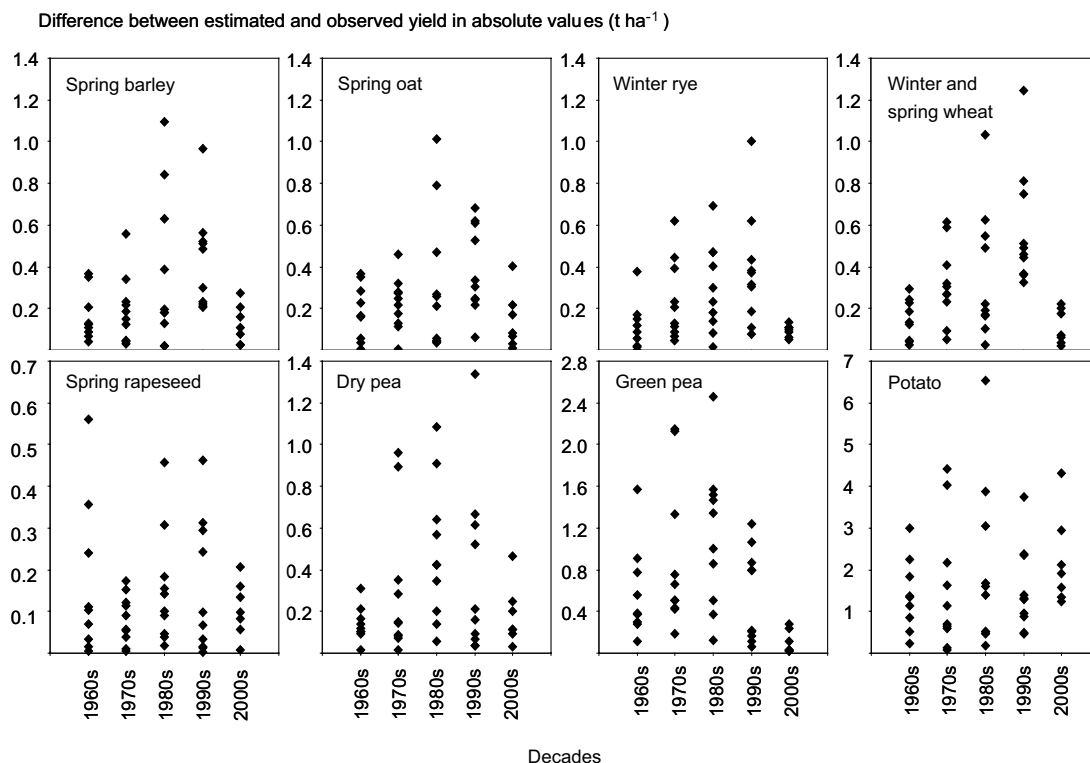 Difference between estimated and observed yield in absolute values (t ha⁻¹ )
1.4
1.2
1.0
0.8
0.6
0.4
0.2
Spring barley
1.4
1.2
1.0
0.8
0.6
0.4
0.2
Spring oat
1.4
1.2
1.0
0.8
0.6
0.4
0.2
Winter rye
1.4
1.2
1.0
0.8
0.6
0.4
0.2
Winter and
spring wheat
0.7
0.6
0.5
0.4
0.3
0.2
0.1
Spring rapeseed
1.4
1.2
1.0
0.8
0.6
0.4
0.2
Dry pea
2.8
2.4
2.0
1.6
1.2
0.8
0.4
Green pea
7
6
5
4
3
2
1
Potato
1960s
1970s
1980s
1990s
2000s
1960s
1970s
1980s
1990s
2000s
1960s
1970s
1980s
1990s
2000s
1960s
1970s
1980s
1990s
2000s
Decades